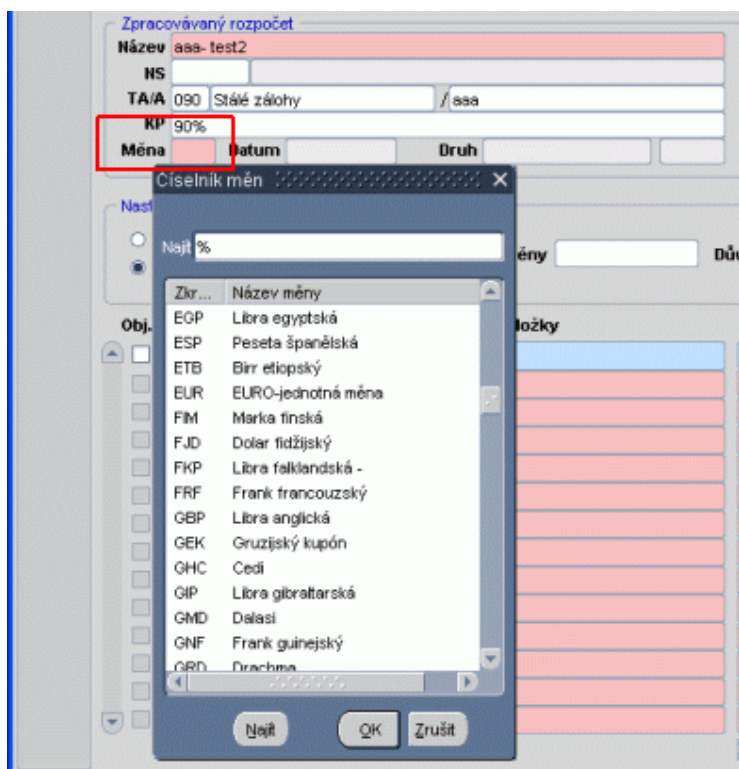 Zpracovávaný rozpočet
Název aaa- test2
NS
TA/A 090 Stálé zálohy / aaa
KP 90%
Měna Datum Druh
Číselník měn
Nast
Najít %
ěny Dův
Zkr... Název měny
Obj. ložky
EGP Libra egyptská
ESP Peseta španělská
ETB Birr etiopský
EUR EURO-jednotná měna
FIM Marka finská
FJD Dolar fidžijský
FKP Libra falklandská -
FRF Frank francouzský
GBP Libra anglická
GEK Gruzijský kupón
GHC Cedi
GIP Libra gibraltarská
GMD Dalasi
GNF Frank guinejský
GRD Drachma
Najít OK Zrušit